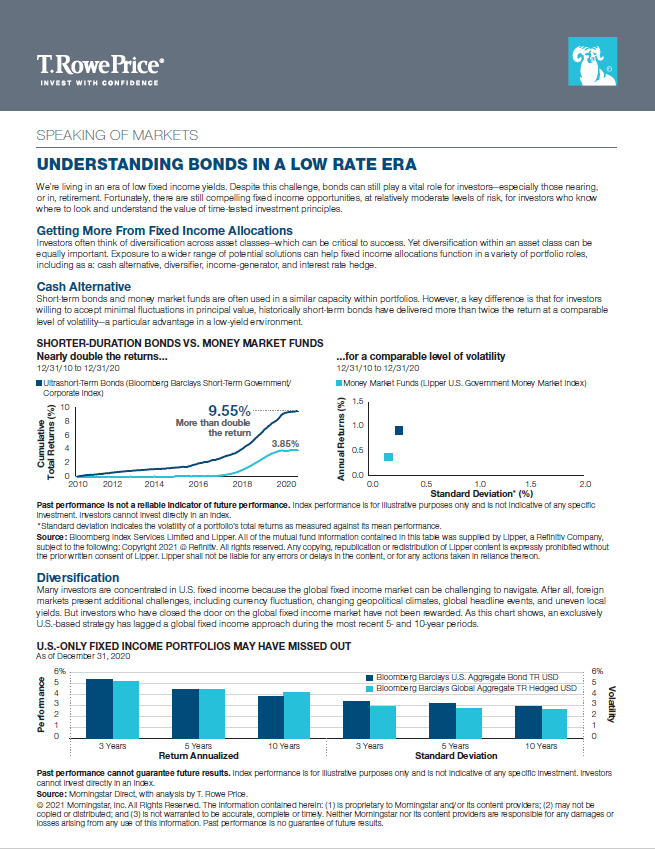 T.RowePrice®
INVEST WITH CONFIDENCE
©
SPEAKING OF MARKETS
UNDERSTANDING BONDS IN A LOW RATE ERA
We're living in an era of low fixed income yields. Despite this challenge, bonds can still play a vital role for investors—especially those nearing,
or in, retirement. Fortunately, there are still compelling fixed income opportunities, at relatively moderate levels of risk, for investors who know
where to look and understand the value of time-tested investment principles.
Getting More From Fixed Income Allocations
Investors often think of diversification across asset classes—which can be critical to success. Yet diversification within an asset class can be
equally important. Exposure to a wider range of potential solutions can help fixed income allocations function in a variety of portfolio roles,
including as a: cash alternative, diversifier, income-generator, and interest rate hedge.
Cash Alternative
Short-term bonds and money market funds are often used in a similar capacity within portfolios. However, a key difference is that for investors
willing to accept minimal fluctuations in principal value, historically short-term bonds have delivered more than twice the return at a comparable
level of volatility—a particular advantage in a low-yield environment.
SHORTER-DURATION BONDS VS. MONEY MARKET FUNDS
Nearly double the returns...
12/31/10 to 12/31/20
Ultrashort-Term Bonds (Bloomberg Barclays Short-Term Government/
Corporate Index)
Cumulative
Total Returns (%)
10
8
6
4
2
0
9.55%
More than double
the return
3.85%
2010 2012 2014 2016 2018 2020
...for a comparable level of volatility
12/31/10 to 12/31/20
Money Market Funds (Lipper U.S. Government Money Market Index)
Annual Returns (%)
1.5
1.0
0.5
0.0
0.0 0.5 1.0 1.5 2.0
Standard Deviation* (%)
Past performance is not a reliable indicator of future performance. Index performance is for illustrative purposes only and is not indicative of any specific
investment. Investors cannot invest directly in an index.
*Standard deviation indicates the volatility of a portfolio's total returns as measured against its mean performance.
Source: Bloomberg Index Services Limited and Lipper. All of the mutual fund information contained in this table was supplied by Lipper, a Refinitiv Company,
subject to the following: Copyright 2021 © Refinitiv. All rights reserved. Any copying, republication or redistribution of Lipper content is expressly prohibited without
the prior written consent of Lipper. Lipper shall not be liable for any errors or delays in the content, or for any actions taken in reliance thereon.
Diversification
Many investors are concentrated in U.S. fixed income because the global fixed income market can be challenging to navigate. After all, foreign
markets present additional challenges, including currency fluctuation, changing geopolitical climates, global headline events, and uneven local
yields. But investors who have closed the door on the global fixed income market have not been rewarded. As this chart shows, an exclusively
U.S.-based strategy has lagged a global fixed income approach during the most recent 5- and 10-year periods.
U.S.-ONLY FIXED INCOME PORTFOLIOS MAY HAVE MISSED OUT
As of December 31, 2020
Performance
6%
5
4
3
2
1
0
Bloomberg Barclays U.S. Aggregate Bond TR USD
Bloomberg Barclays Global Aggregate TR Hedged USD
6%
5
4
3
2
1
0
Volatility
3 Years 5 Years 10 Years 3 Years 5 Years 10 Years
Return Annualized Standard Deviation
Past performance cannot guarantee future results. Index performance is for illustrative purposes only and is not indicative of any specific investment. Investors
cannot invest directly in an index.
Source: Morningstar Direct, with analysis by T. Rowe Price.
© 2021 Morningstar, Inc. All Rights Reserved. The information contained herein: (1) is proprietary to Morningstar and/or its content providers; (2) may not be
copied or distributed; and (3) is not warranted to be accurate, complete or timely. Neither Morningstar nor its content providers are responsible for any damages or
losses arising from any use of this information. Past performance is no guarantee of future results.